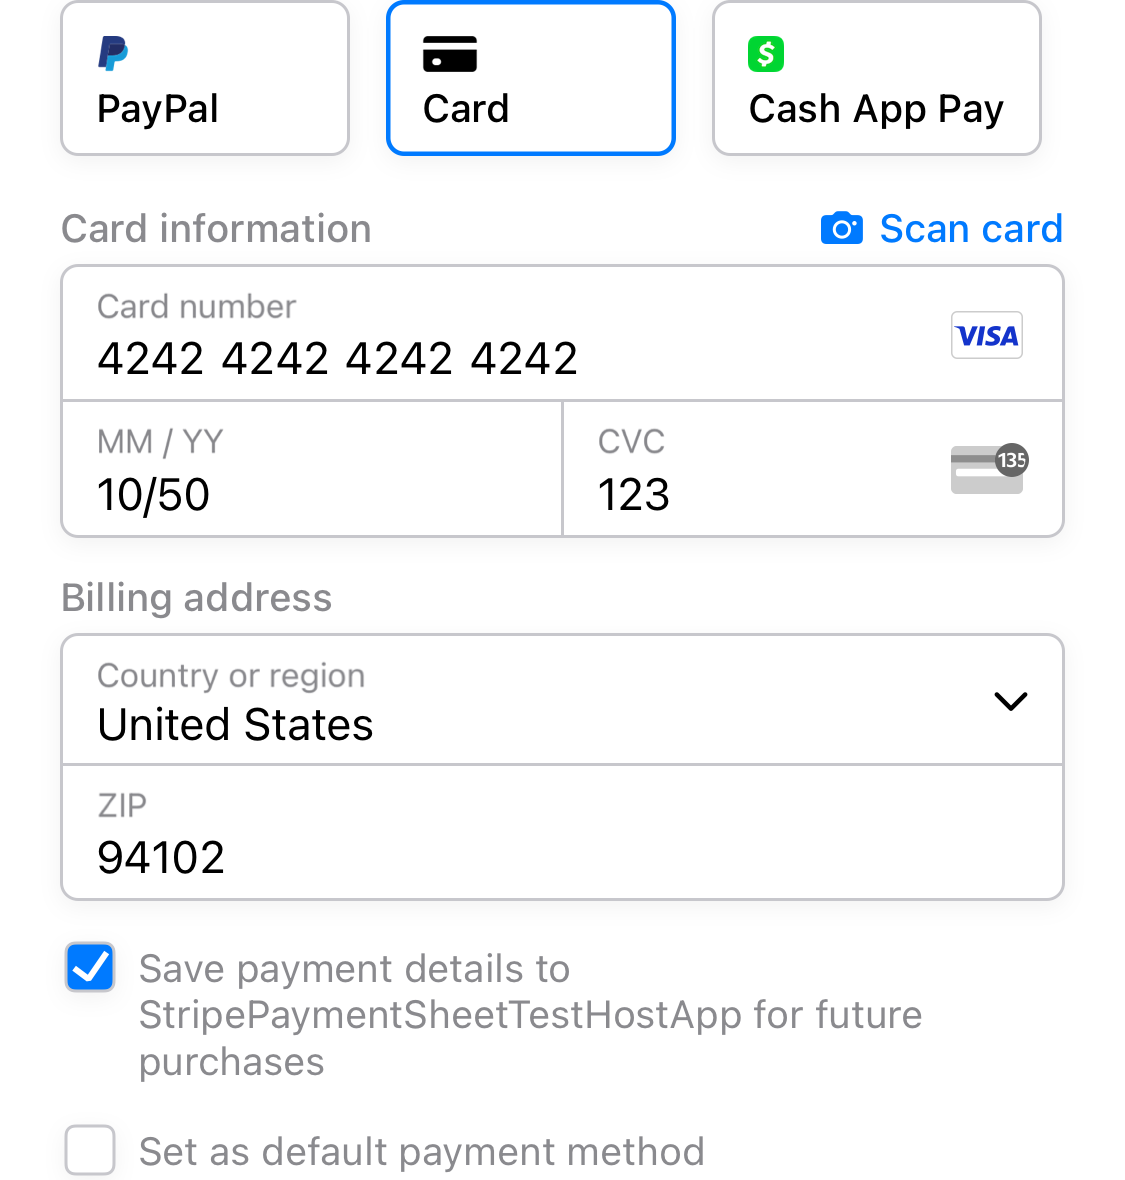 PayPal
Card
Cash App Pay
Card information
Scan card
Card number
4242 4242 4242 4242
VISA
MM / YY
10/50
CVC
123
135
Billing address
Country or region
United States
ZIP
94102
Save payment details to
StripePaymentSheetTestHostApp for future
purchases
Set as default payment method